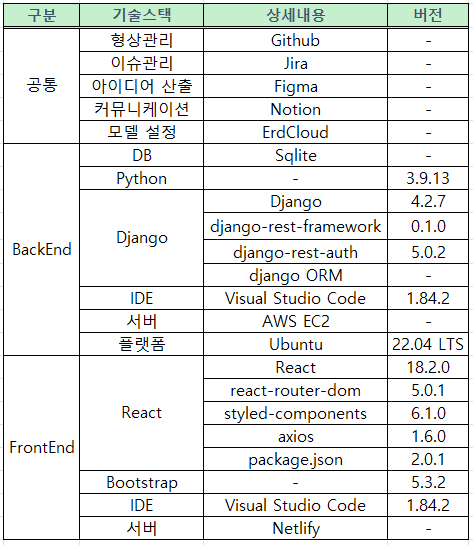 구분 기술스택 상세내용 버전
공통 형상관리 Github -
이슈관리 Jira -
아이디어 산출 Figma -
커뮤니케이션 Notion -
모델 설정 ErdCloud -
BackEnd DB Sqlite -
Python - 3.9.13
Django Django 4.2.7
django-rest-framework 0.1.0
django-rest-auth 5.0.2
django ORM -
IDE Visual Studio Code 1.84.2
서버 AWS EC2 -
플랫폼 Ubuntu 22.04 LTS
FrontEnd React React 18.2.0
react-router-dom 5.0.1
styled-components 6.1.0
axios 1.6.0
package.json 2.0.1
Bootstrap - 5.3.2
IDE Visual Studio Code 1.84.2
서버 Netlify -